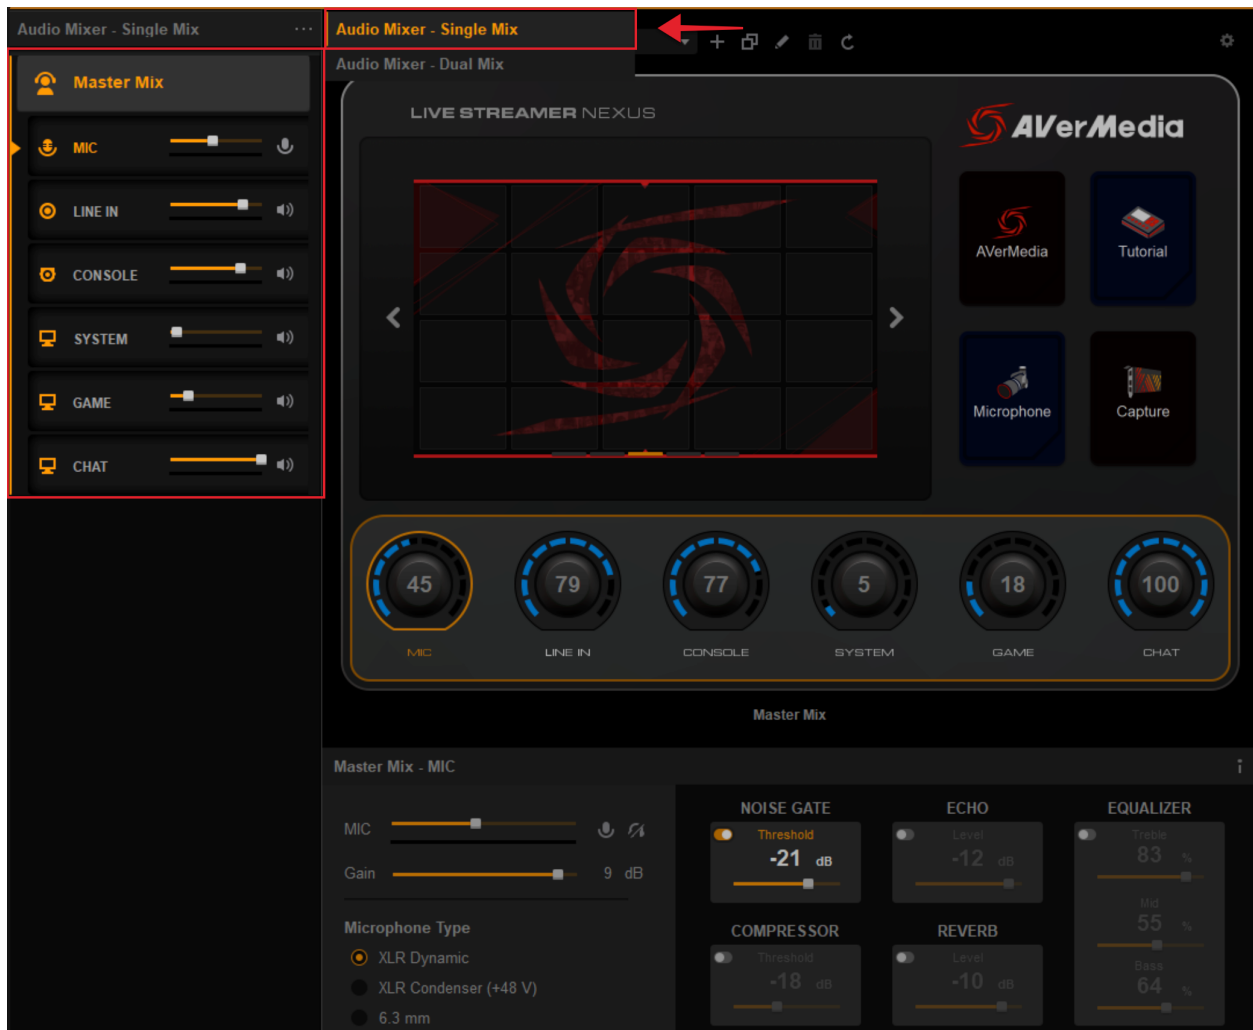 Audio Mixer - Single Mix
...
Master Mix
MIC
LINE IN
CONSOLE
SYSTEM
GAME
CHAT
Audio Mixer - Single Mix
Audio Mixer - Dual Mix
LIVE STREAMER NEXUS
AVerMedia
AVerMedia
Tutorial
Microphone
Capture
45
79
77
5
18
100
MIC
LINE IN
CONSOLE
SYSTEM
GAME
CHAT
Master Mix
Master Mix - MIC
i
MIC
Gain 9 dB
Microphone Type
XLR Dynamic
XLR Condenser (+48 V)
6.3 mm
NOISE GATE
Threshold
-21 dB
ECHO
Level
-12 dB
EQUALIZER
Treble
83 %
Mid
55 %
Bass
64 %
COMPRESSOR
Threshold
-18 dB
REVERB
Level
-10 dB